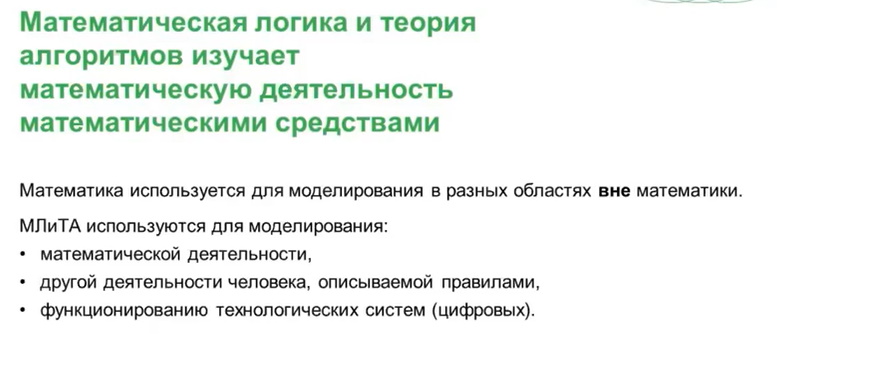 Математическая логика и теория
алгоритмов изучает
математическую деятельность
математическими средствами
Математика используется для моделирования в разных областях вне математики.
МЛиТА используются для моделирования:
• математической деятельности,
• другой деятельности человека, описываемой правилами,
• функционированию технологических систем (цифровых).